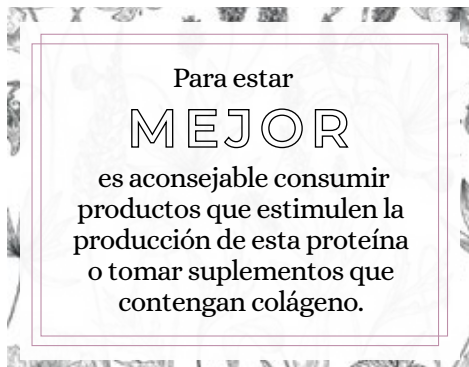 Para estar
MEJOR
es aconsejable consumir
productos que estimulen la
producción de esta proteína
o tomar suplementos que
contengan colágeno.